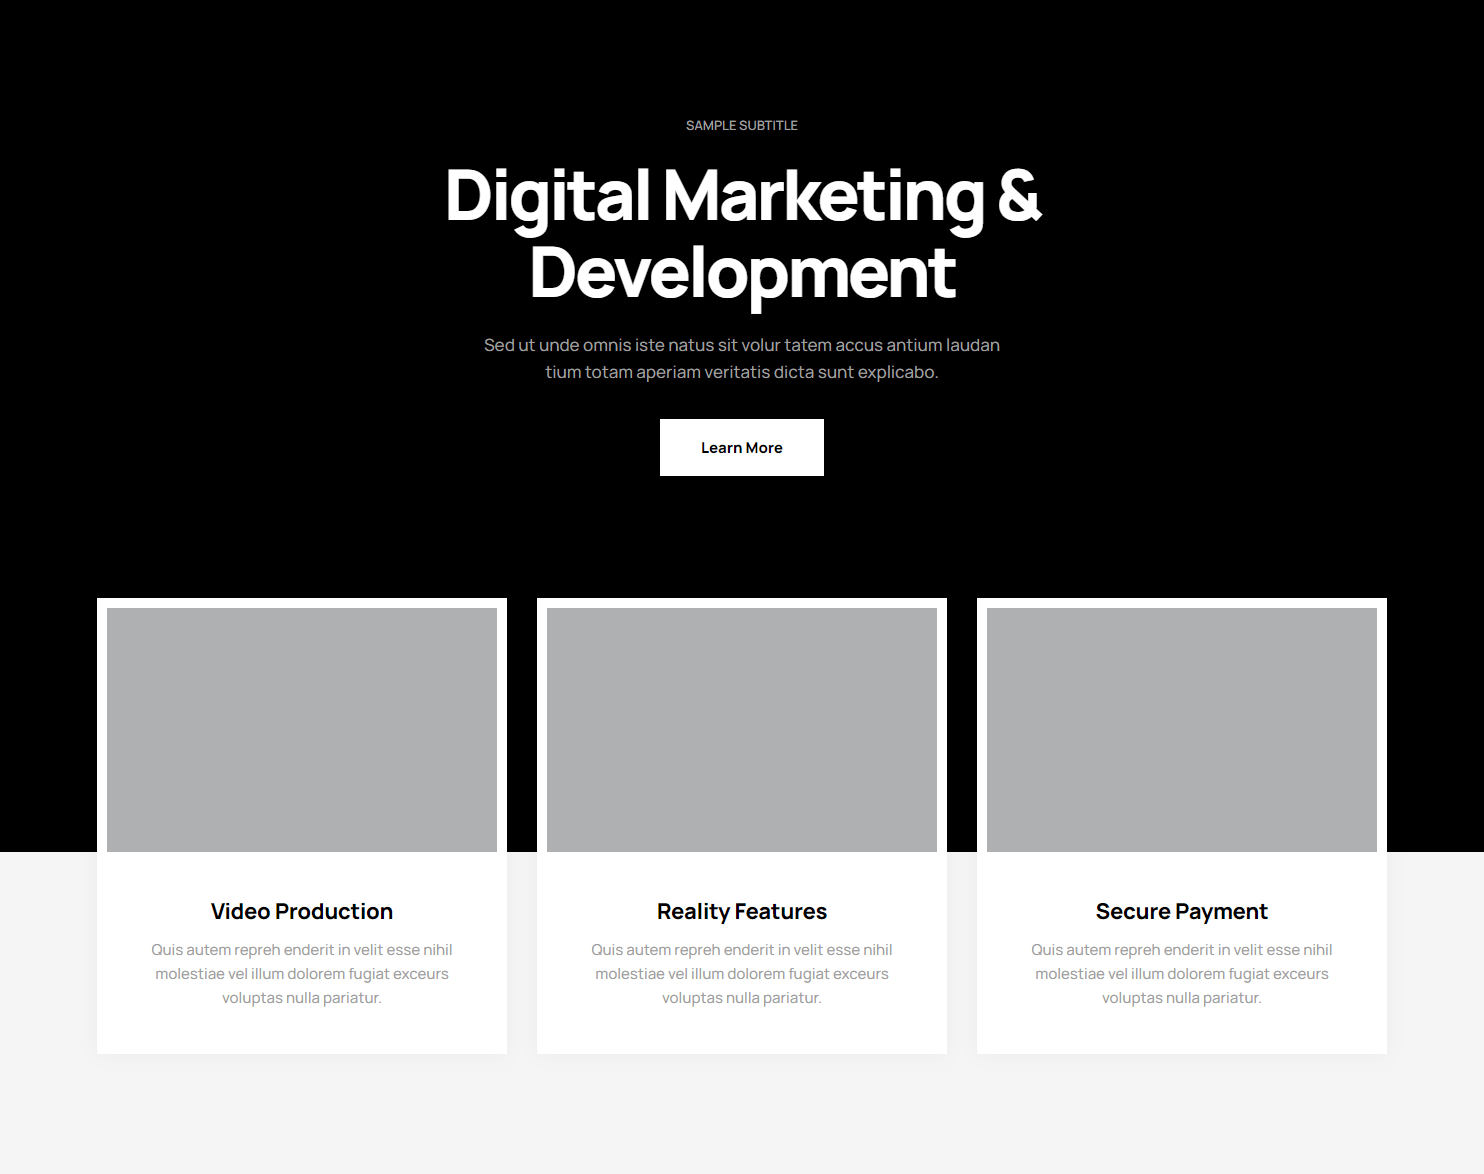 SAMPLE SUBTITLE
Digital Marketing &
Development
Sed ut unde omnis iste natus sit volur tatem accus antium laudan
tium totam aperiam veritatis dicta sunt explicabo.
Learn More
Video Production
Quis autem repreh enderit in velit esse nihil
molestiae vel illum dolorem fugiat exceurs
voluptas nulla pariatur.
Reality Features
Quis autem repreh enderit in velit esse nihil
molestiae vel illum dolorem fugiat exceurs
voluptas nulla pariatur.
Secure Payment
Quis autem repreh enderit in velit esse nihil
molestiae vel illum dolorem fugiat exceurs
voluptas nulla pariatur.